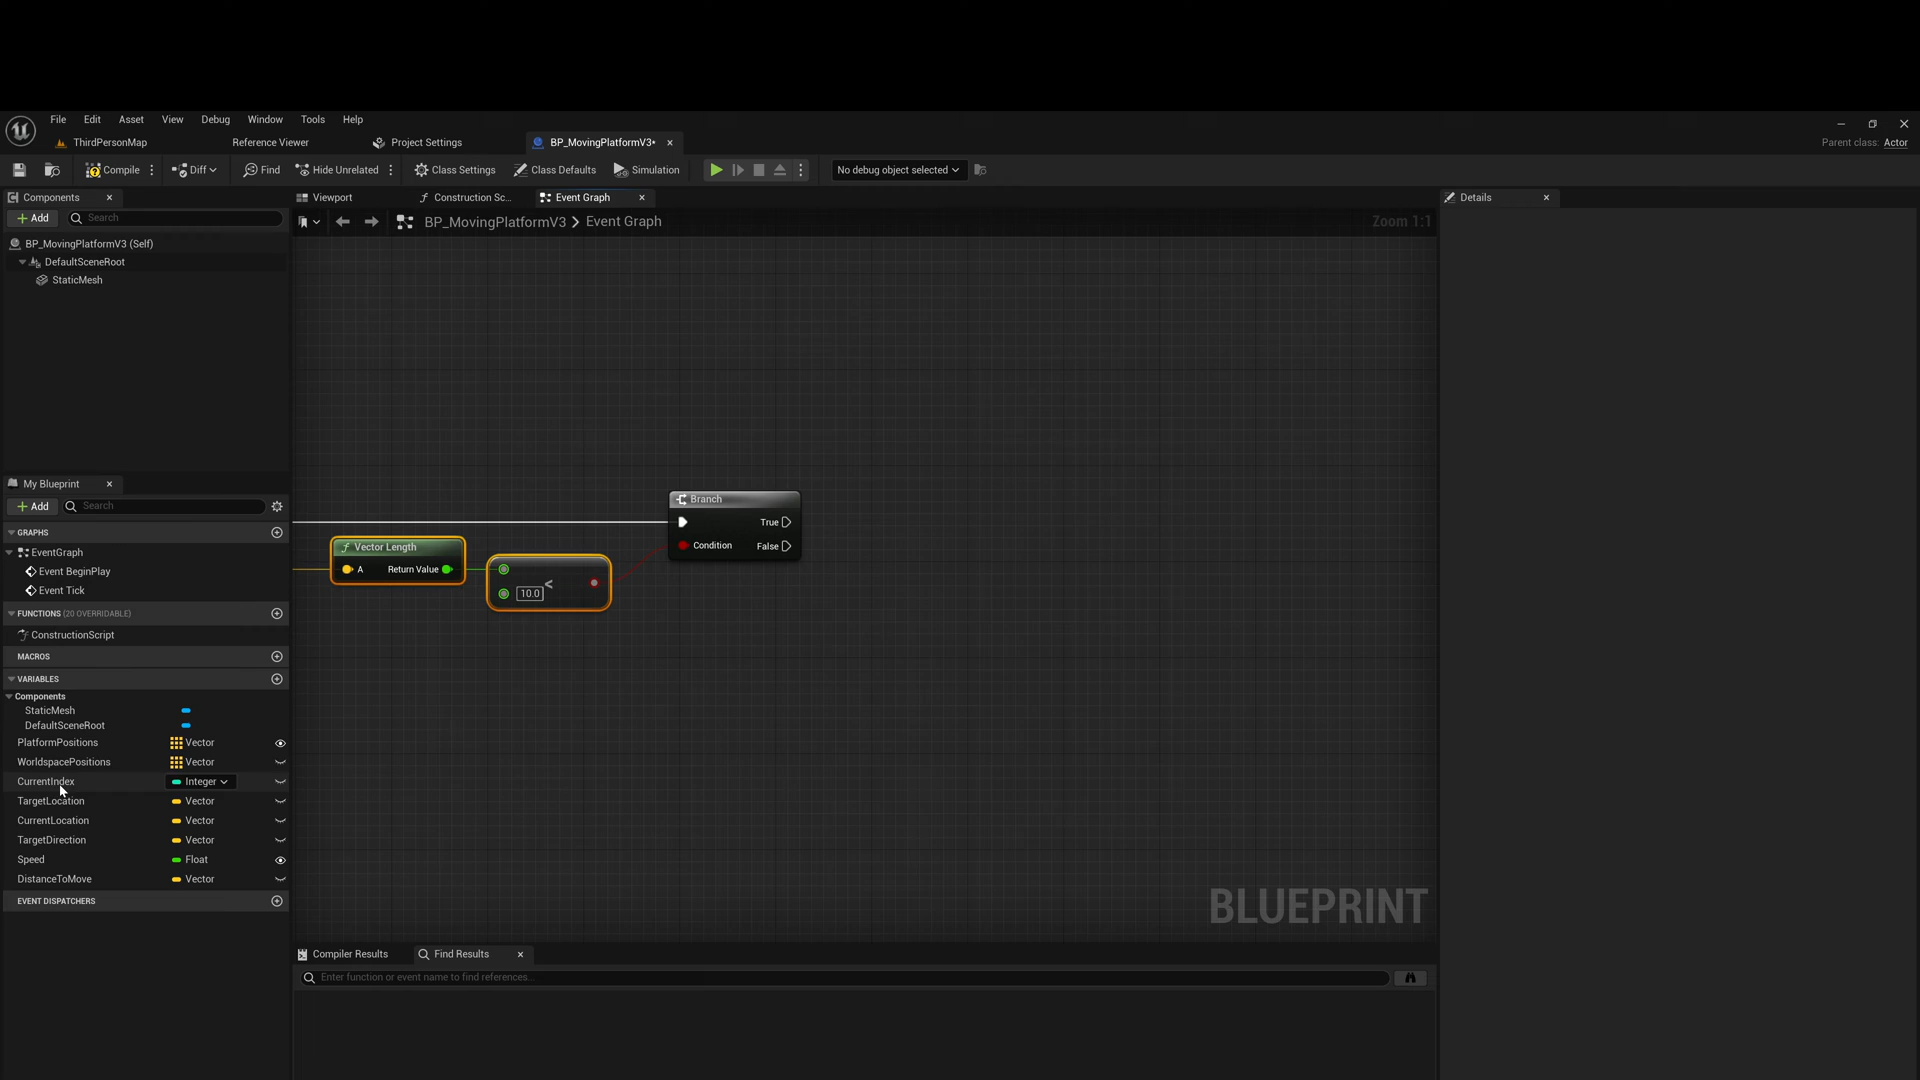 File Edit Asset View Debug Window Tools Help
ThirdPersonMap Reference Viewer Project Settings BP_MovingPlatformV3*
Parent class: Actor
Compile Diff Find Hide Unrelated Class Settings Class Defaults Simulation No debug object selected
Components Viewport Construction Sc... Event Graph Details
Add Search
BP_MovingPlatformV3 > Event Graph
Zoom 1:1
BP_MovingPlatformV3 (Self)
DefaultSceneRoot
StaticMesh
My Blueprint
Add Search
GRAPHS
EventGraph
Event BeginPlay
Event Tick
FUNCTIONS (20 OVERRIDABLE)
ConstructionScript
MACROS
VARIABLES
Components
StaticMesh
DefaultSceneRoot
PlatformPositions Vector
WorldspacePositions Vector
CurrentIndex Integer
TargetLocation Vector
CurrentLocation Vector
TargetDirection Vector
Speed Float
DistanceToMove Vector
EVENT DISPATCHERS
Vector Length
A Return Value
<
10.0
Branch
True
Condition False
BLUEPRINT
Compiler Results Find Results
Enter function or event name to find references...